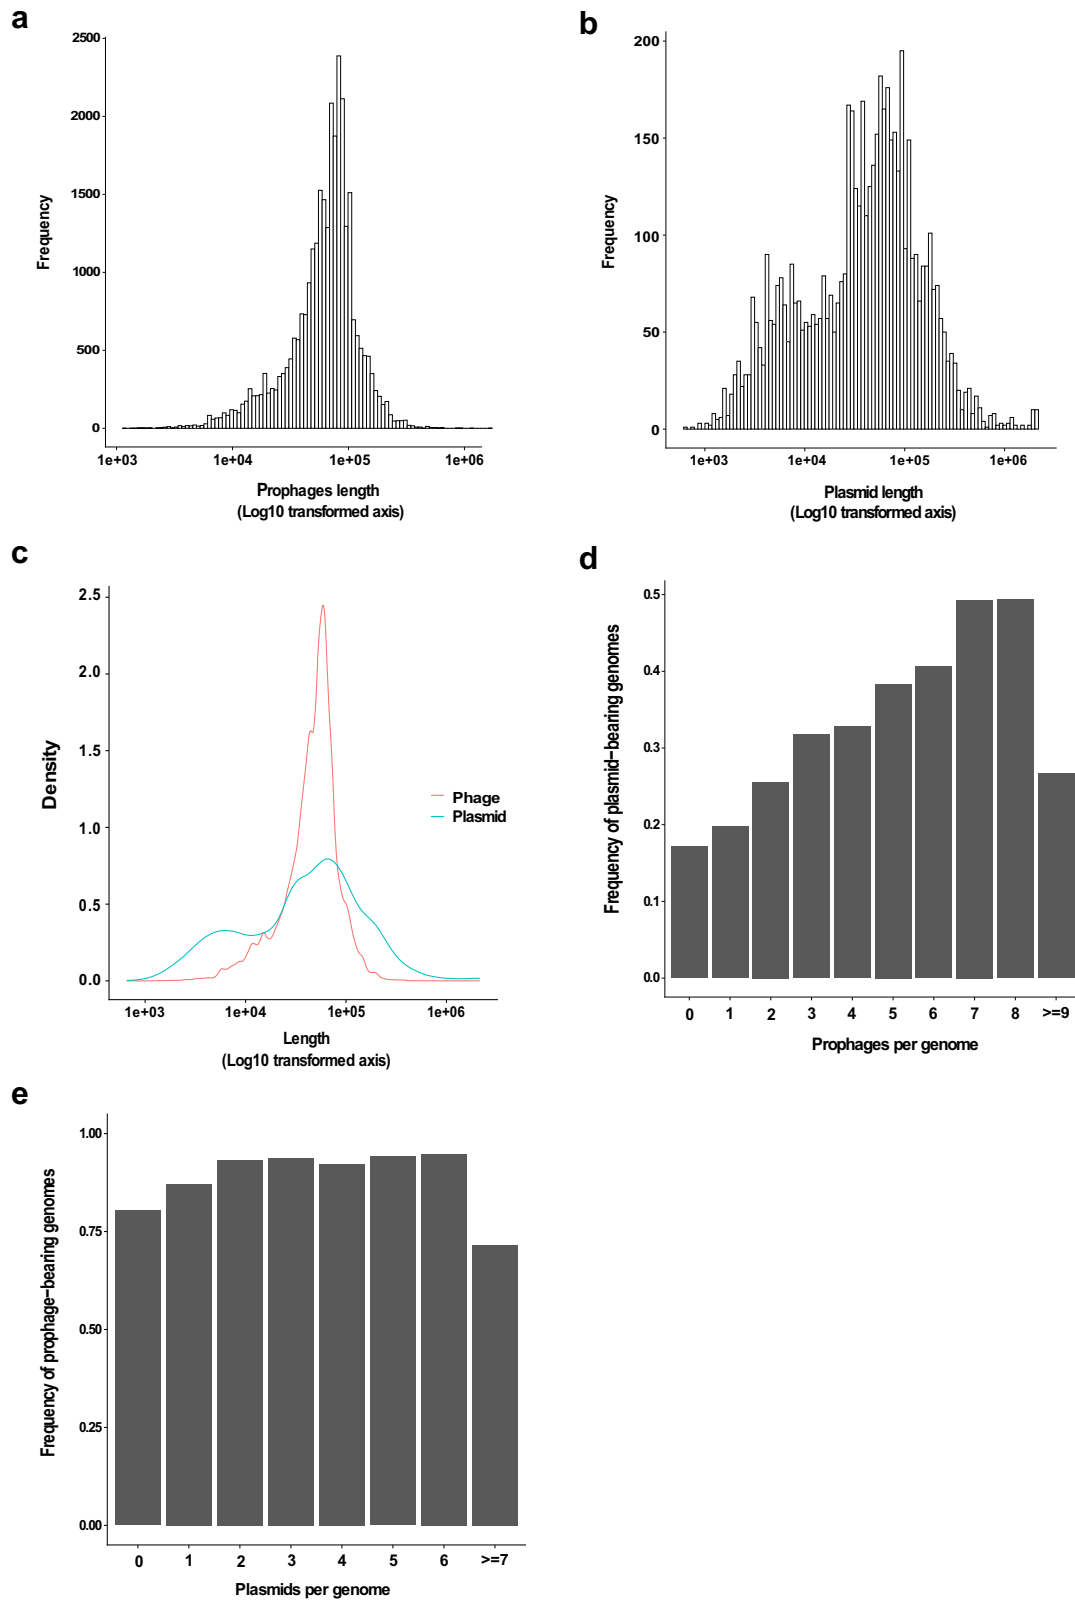 a
2500
2000
1500
1000
500
0
Frequency
1e+03 1e+04 1e+05 1e+06
Prophages length
(Log10 transformed axis)
b
200
150
100
50
0
Frequency
1e+03 1e+04 1e+05 1e+06
Plasmid length
(Log10 transformed axis)
c
2.5
2.0
1.5
1.0
0.5
0.0
Density
Phage
Plasmid
1e+03 1e+04 1e+05 1e+06
Length
(Log10 transformed axis)
d
0.5
0.4
0.3
0.2
0.1
0.0
Frequency of plasmid−bearing genomes
0 1 2 3 4 5 6 7 8 >=9
Prophages per genome
e
1.00
0.75
0.50
0.25
0.00
Frequency of prophage−bearing genomes
0 1 2 3 4 5 6 >=7
Plasmids per genome